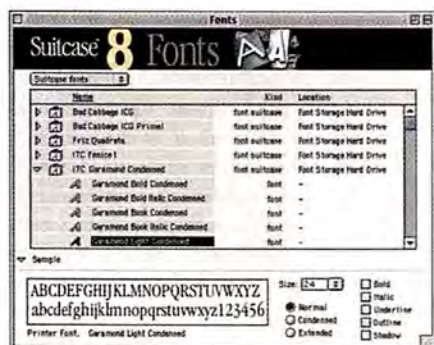 Fonts
Suitcase 8 Fonts
Suitcase fonts
Name Kind Location
Bad Cabbage ICG font suitcase Font Storage Hard Drive
Bad Cabbage ICG Primal font suitcase Font Storage Hard Drive
Friz Quadrata font suitcase Font Storage Hard Drive
ITC Fenice 1 font suitcase Font Storage Hard Drive
ITC Garamond Condensed font suitcase Font Storage Hard Drive
Garamond Bold Condensed font -
Garamond Bold Italic Condensed font -
Garamond Book Condensed font -
Garamond Book Italic Condensed font -
Garamond Light Condensed font -
Sample
ABCDEFGHIJKLMNOPQRSTUVWXYZ
abcdefghijklmnopqrstuvwxyz123456
Printer Font. Garamond Light Condensed
Size: 24
Normal
Condensed
Extended
Bold
Italic
Underline
Outline
Shadow